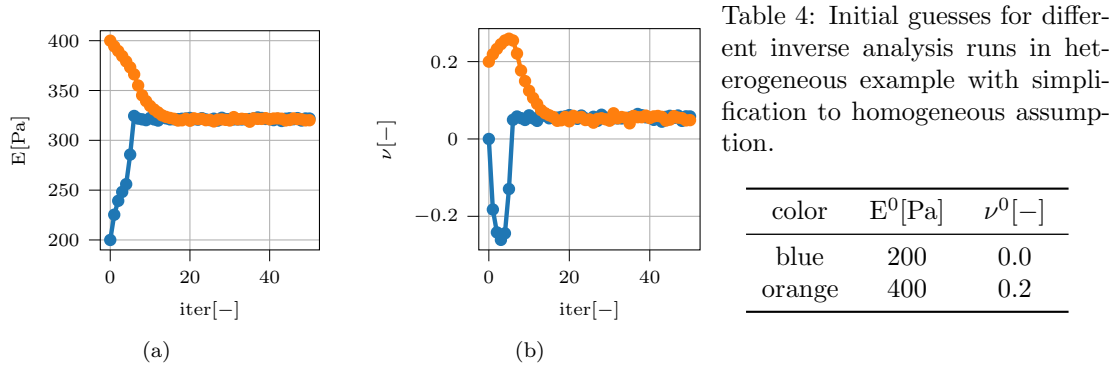 400
350
300
250
200
E[Pa]
0
20
40
iter[−]
(a)
0.2
0
−0.2
ν[−]
0
20
40
iter[−]
(b)
Table 4: Initial guesses for differ-
ent inverse analysis runs in het-
erogeneous example with simpli-
fication to homogeneous assump-
tion.
color E⁰[Pa] ν⁰[−]
blue 200 0.0
orange 400 0.2